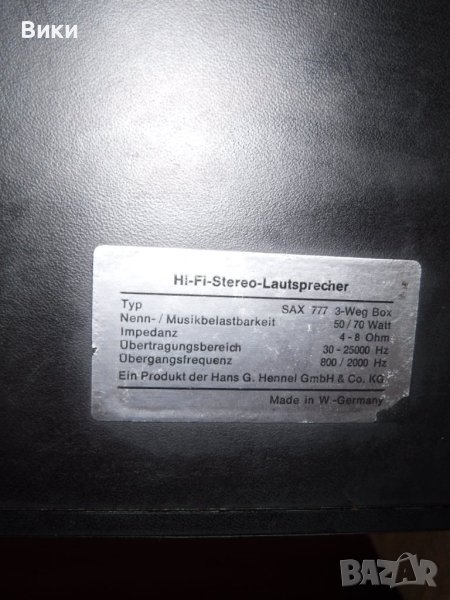 Вики
Hi-Fi-Stereo-Lautsprecher
Typ SAX 777 3-Weg Box
Nenn-/Musikbelastbarkeit 50/70 Watt
Impedanz 4-8 Ohm
Übertragungsbereich 30-25000 Hz
Übergangsfrequenz 800/2000 Hz
Ein Produkt der Hans G. Hennel GmbH & Co. KG
Made in W.-Germany
BAZAR